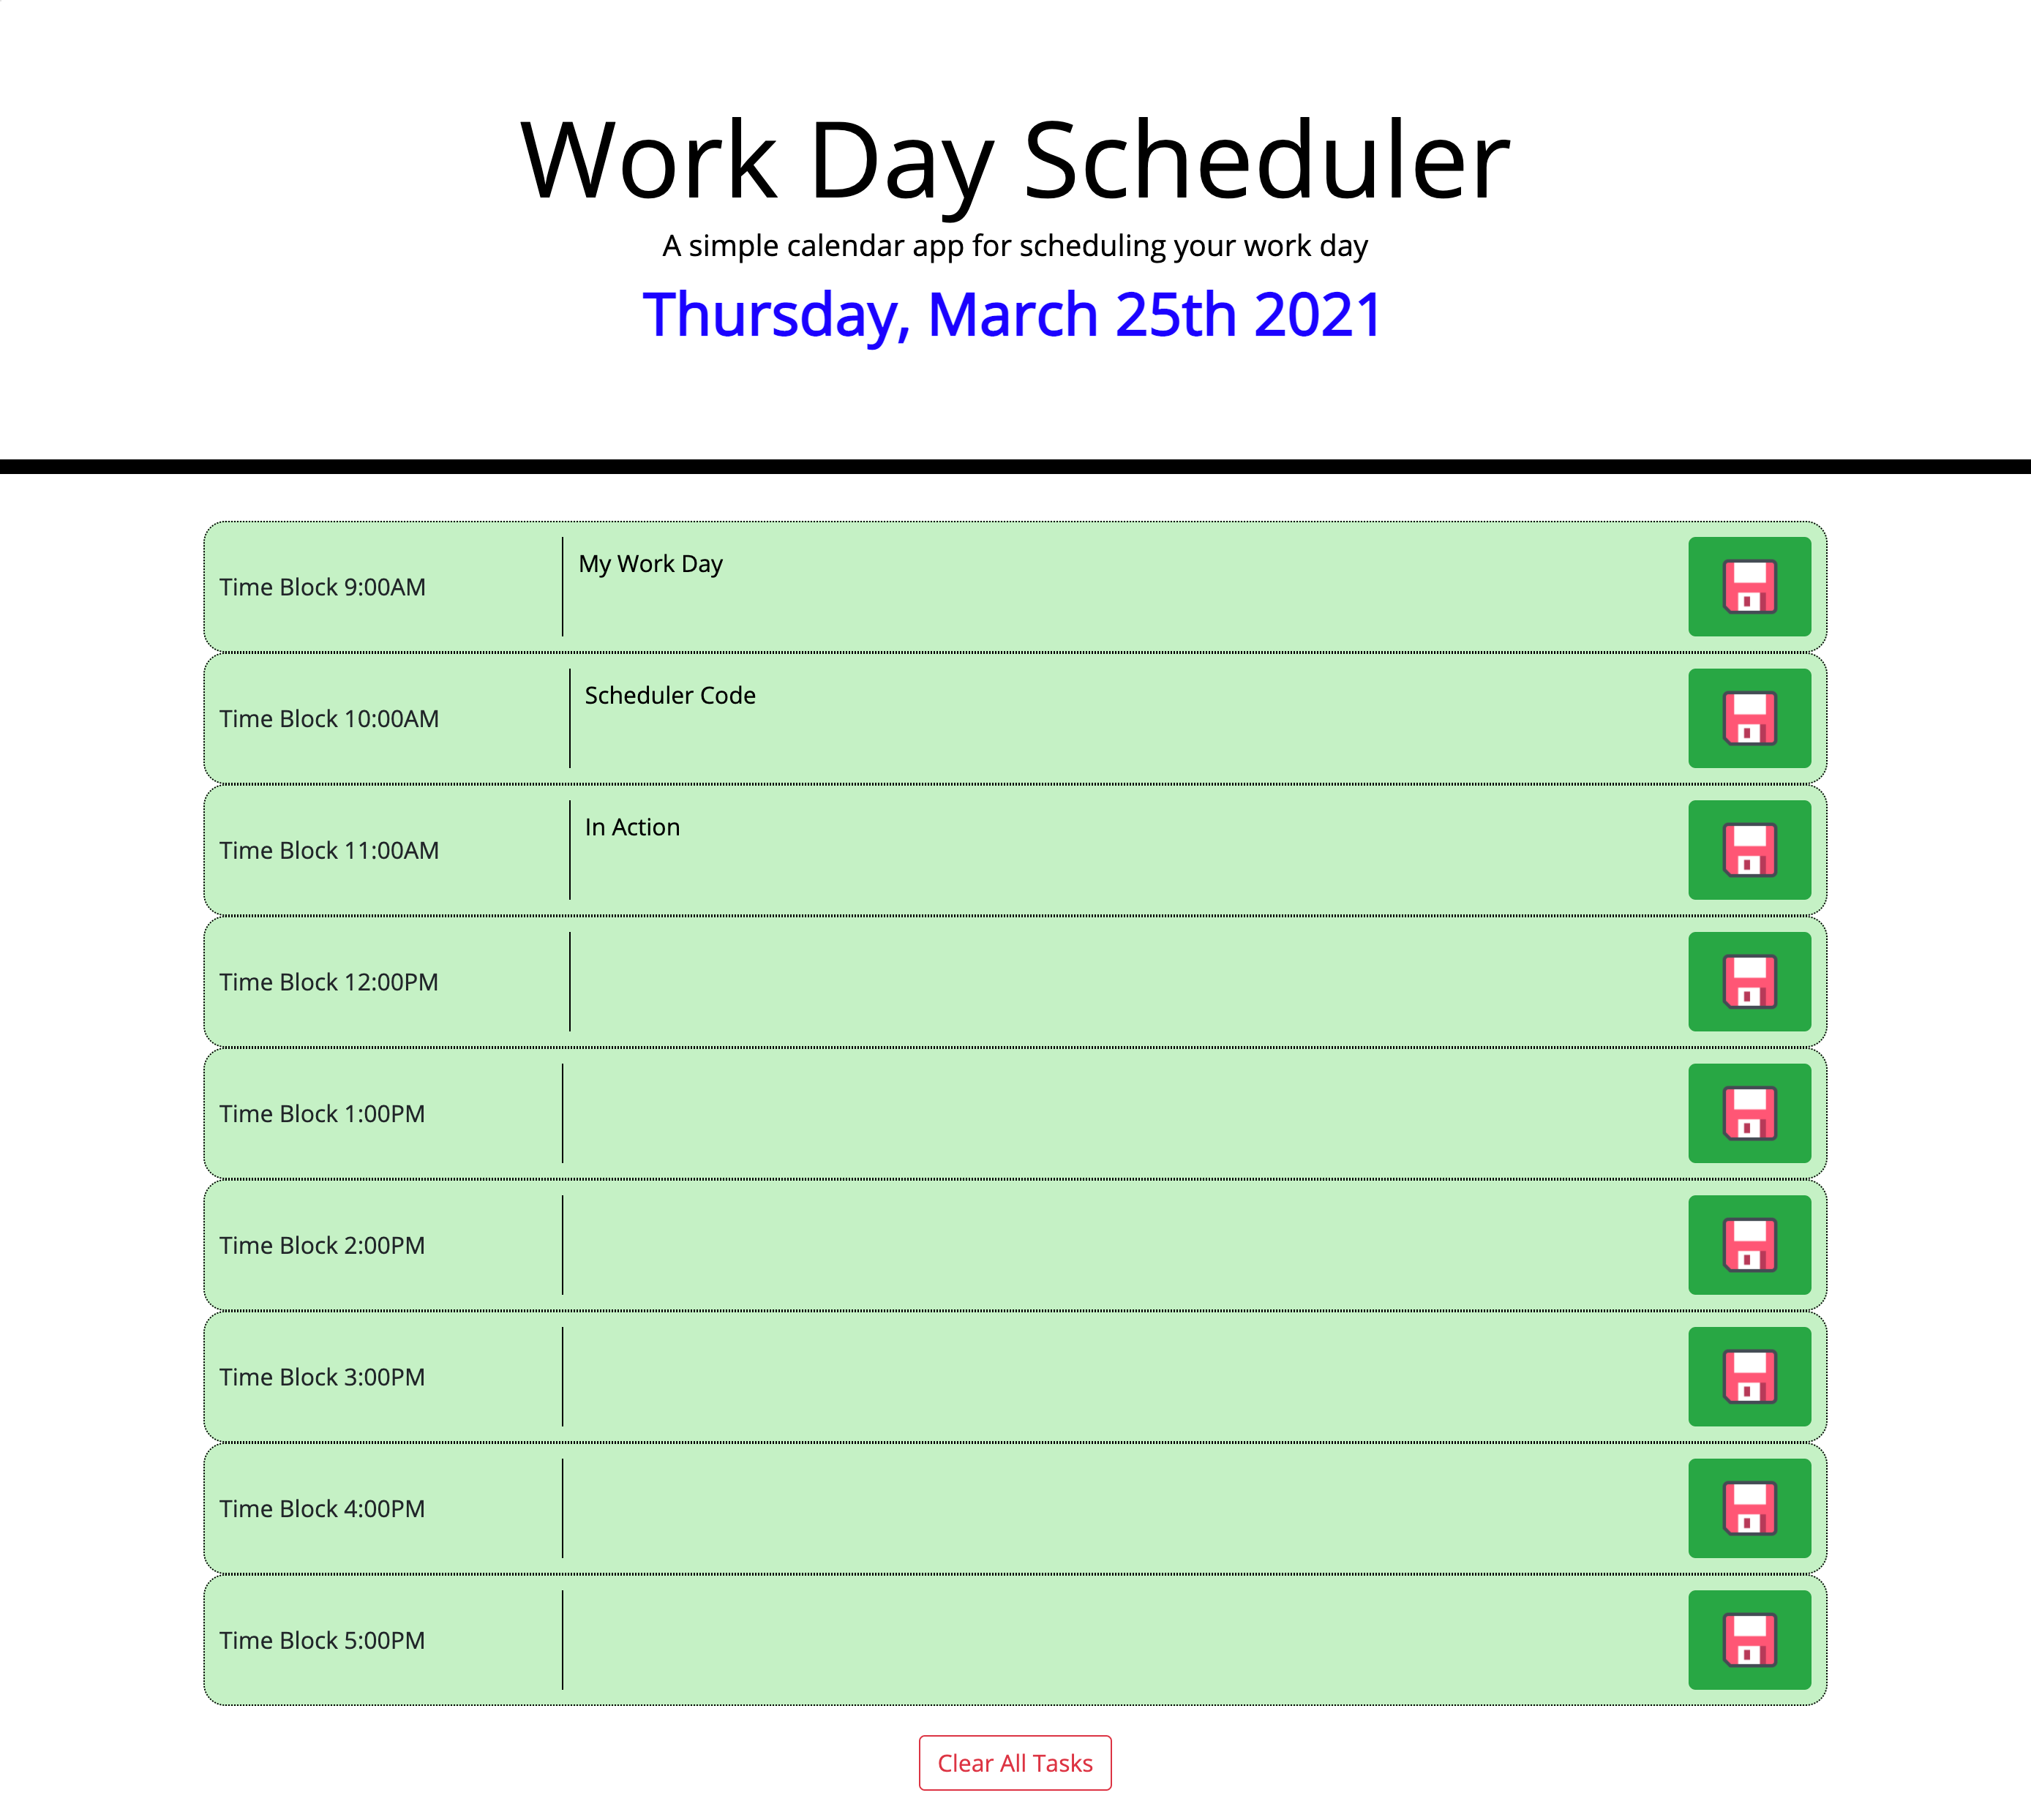 Work Day Scheduler
A simple calendar app for scheduling your work day
Thursday, March 25th 2021
Time Block 9:00AM
My Work Day
Time Block 10:00AM
Scheduler Code
Time Block 11:00AM
In Action
Time Block 12:00PM
Time Block 1:00PM
Time Block 2:00PM
Time Block 3:00PM
Time Block 4:00PM
Time Block 5:00PM
Clear All Tasks